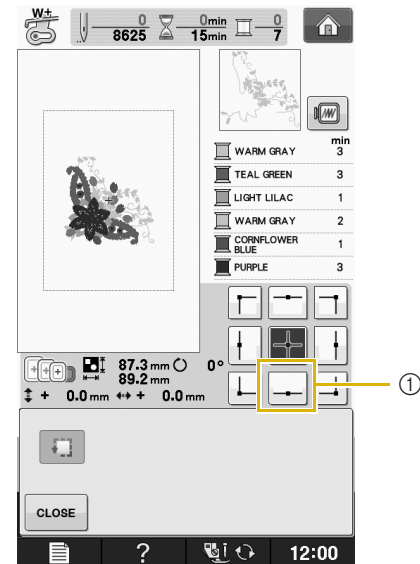 W+
0 0min 0
8625 15min 7
min
WARM GRAY 3
TEAL GREEN 3
LIGHT LILAC 1
WARM GRAY 2
CORNFLOWER
BLUE 1
PURPLE 3
87.3 mm 0°
89.2 mm
+ 0.0 mm + 0.0 mm
1
CLOSE
? 12:00